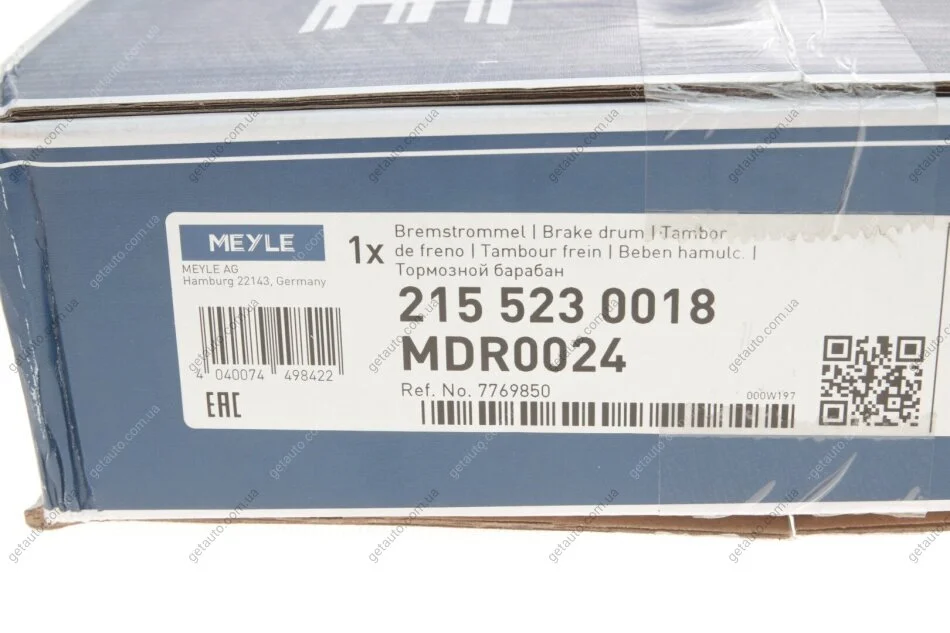 MEYLE
MEYLE AG
Hamburg 22143, Germany
1x
Bremstrommel | Brake drum | Tambor
de freno | Tambour frein | Beben hamulc. |
Тормозной барабан
215 523 0018
MDR0024
Ref. No. 7769850
000W197
4 040074 498422
EAC
getauto.com.ua